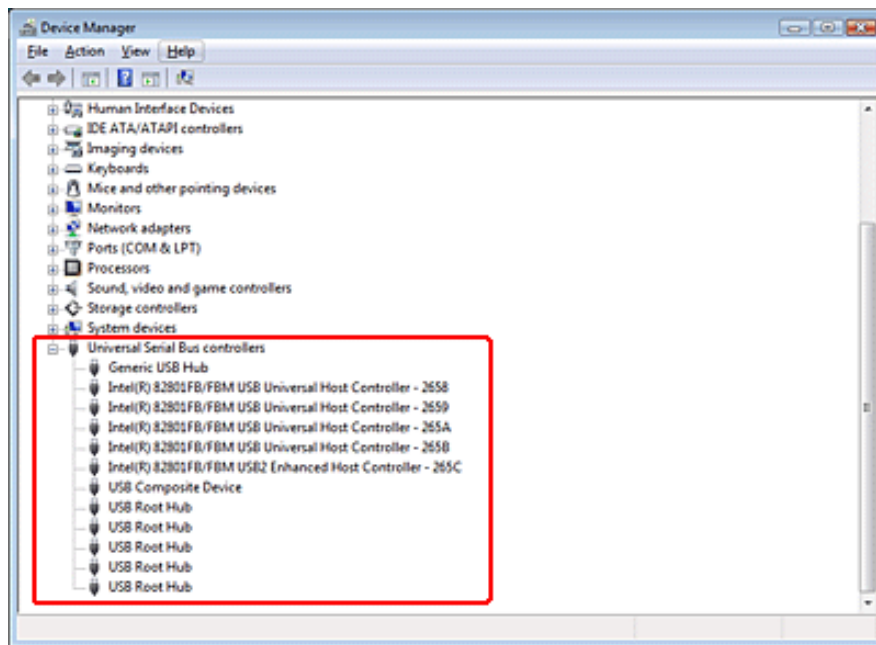 Device Manager
File Action View Help
Human Interface Devices
IDE ATA/ATAPI controllers
Imaging devices
Keyboards
Mice and other pointing devices
Monitors
Network adapters
Ports (COM & LPT)
Processors
Sound, video and game controllers
Storage controllers
System devices
Universal Serial Bus controllers
Generic USB Hub
Intel(R) 82801FB/FBM USB Universal Host Controller - 2658
Intel(R) 82801FB/FBM USB Universal Host Controller - 2659
Intel(R) 82801FB/FBM USB Universal Host Controller - 265A
Intel(R) 82801FB/FBM USB Universal Host Controller - 265B
Intel(R) 82801FB/FBM USB2 Enhanced Host Controller - 265C
USB Composite Device
USB Root Hub
USB Root Hub
USB Root Hub
USB Root Hub
USB Root Hub